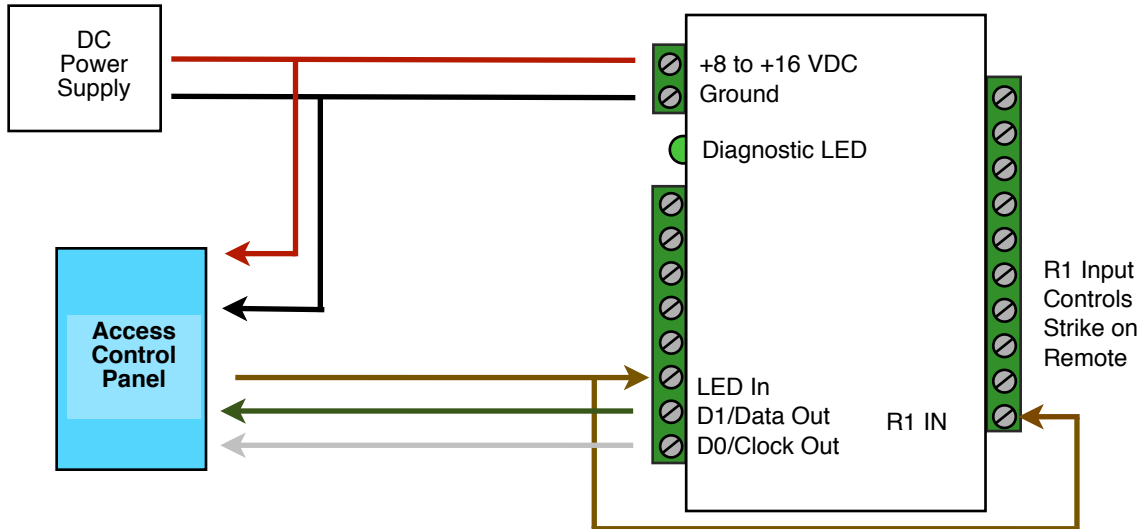 DC
Power
Supply
+8 to +16 VDC
Ground
Diagnostic LED
Access
Control
Panel
LED In
D1/Data Out
D0/Clock Out
R1 IN
R1 Input
Controls
Strike on
Remote